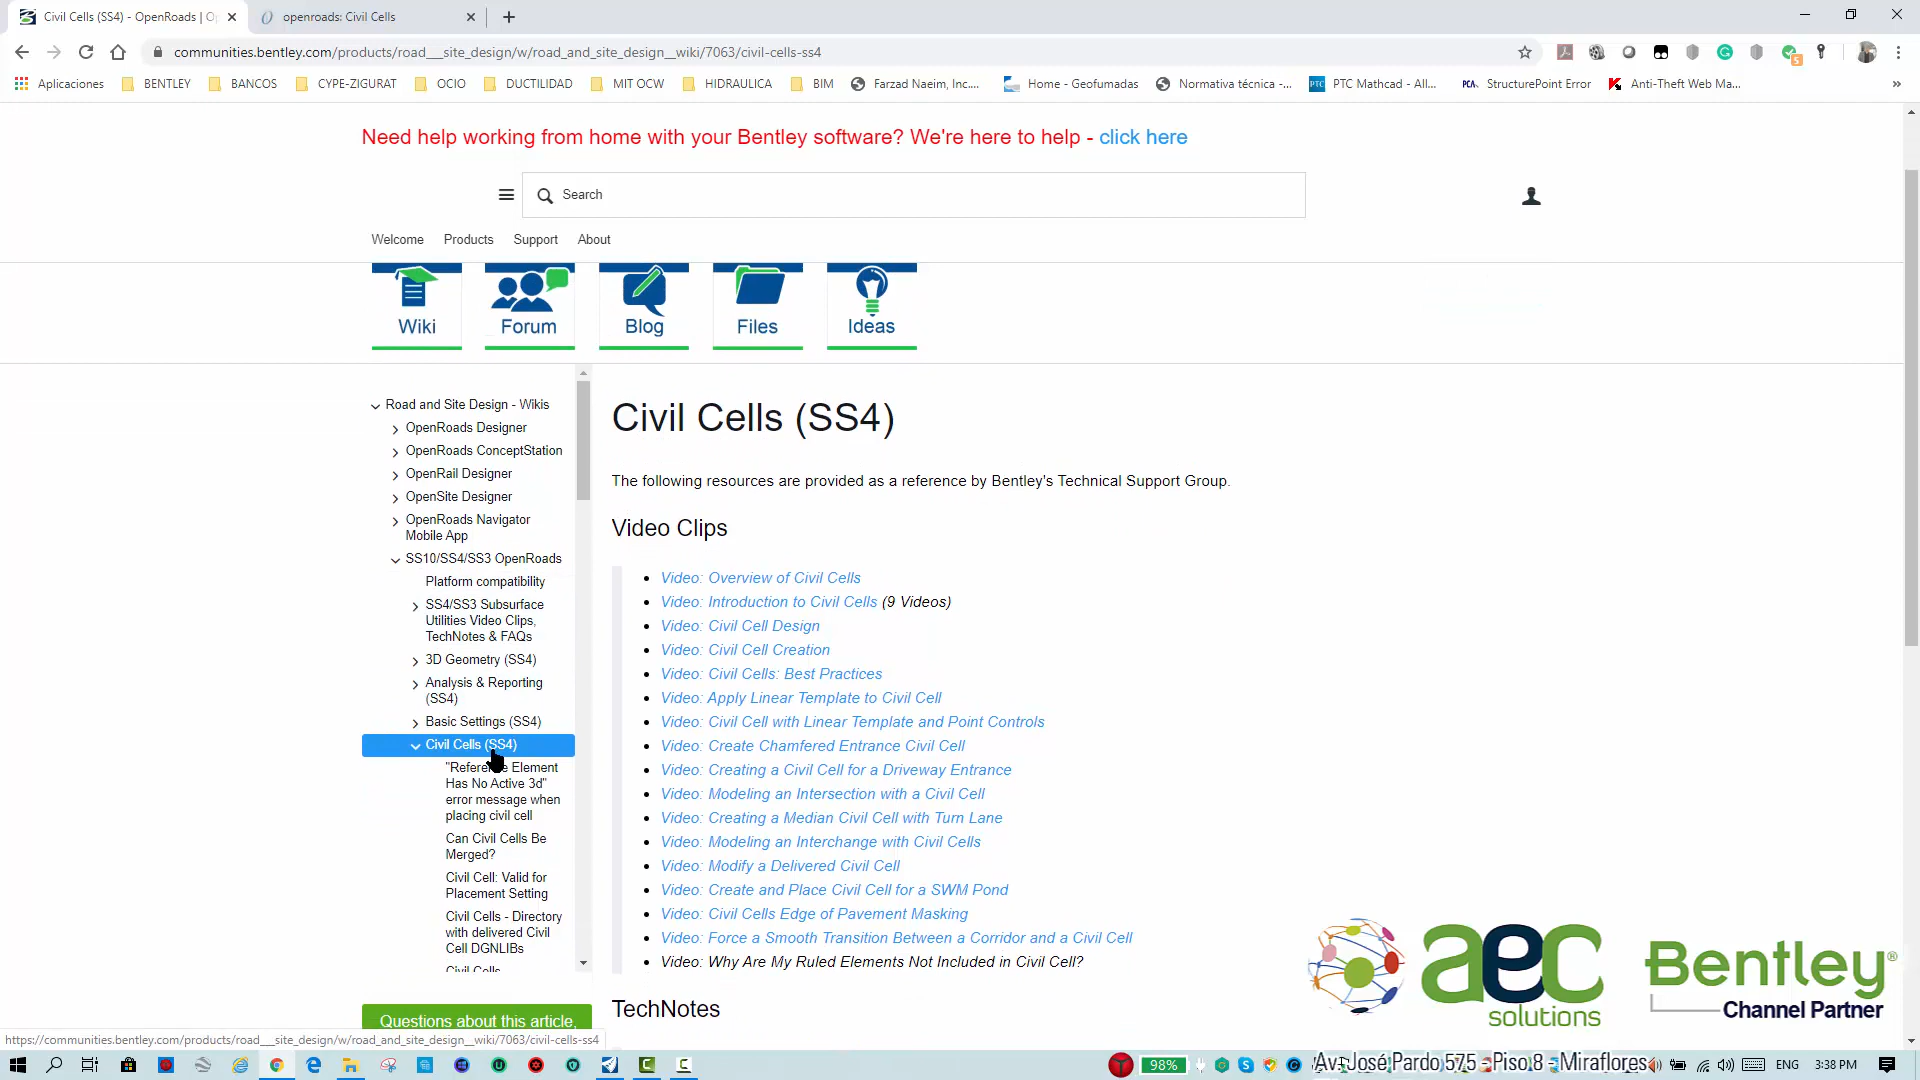 Civil Cells (SS4) - OpenRoads | O
openroads: Civil Cells
communities.bentley.com/products/road___site_design/w/road_and_site_design__wiki/7063/civil-cells-ss4
Aplicaciones
BENTLEY
BANCOS
CYPE-ZIGURAT
OCIO
DUCTILIDAD
MIT OCW
HIDRAULICA
BIM
Farzad Naeim, Inc....
Home - Geofumadas
Normativa técnica -...
PTC
PTC Mathcad - All...
PCA
StructurePoint Error
Anti-Theft Web Ma...
Need help working from home with your Bentley software? We're here to help - click here
Search
Welcome
Products
Support
About
Wiki
Forum
Blog
Files
Ideas
Road and Site Design - Wikis
OpenRoads Designer
OpenRoads ConceptStation
OpenRail Designer
OpenSite Designer
OpenRoads Navigator
Mobile App
SS10/SS4/SS3 OpenRoads
Platform compatibility
SS4/SS3 Subsurface
Utilities Video Clips,
TechNotes & FAQs
3D Geometry (SS4)
Analysis & Reporting
(SS4)
Basic Settings (SS4)
Civil Cells (SS4)
"Reference Element
Has No Active 3d"
error message when
placing civil cell
Can Civil Cells Be
Merged?
Civil Cell: Valid for
Placement Setting
Civil Cells - Directory
with delivered Civil
Cell DGNLIBs
Civil Cells
Questions about this article,
Civil Cells (SS4)
The following resources are provided as a reference by Bentley's Technical Support Group.
Video Clips
Video: Overview of Civil Cells
Video: Introduction to Civil Cells (9 Videos)
Video: Civil Cell Design
Video: Civil Cell Creation
Video: Civil Cells: Best Practices
Video: Apply Linear Template to Civil Cell
Video: Civil Cell with Linear Template and Point Controls
Video: Create Chamfered Entrance Civil Cell
Video: Creating a Civil Cell for a Driveway Entrance
Video: Modeling an Intersection with a Civil Cell
Video: Creating a Median Civil Cell with Turn Lane
Video: Modeling an Interchange with Civil Cells
Video: Modify a Delivered Civil Cell
Video: Create and Place Civil Cell for a SWM Pond
Video: Civil Cells Edge of Pavement Masking
Video: Force a Smooth Transition Between a Corridor and a Civil Cell
Video: Why Are My Ruled Elements Not Included in Civil Cell?
TechNotes
aec
solutions
Bentley®
Channel Partner
https://communities.bentley.com/products/road___site_design/w/road_and_site_design__wiki/7063/civil-cells-ss4
98%
Av. José Pardo 575 - Piso 8 - Miraflores
ENG
3:38 PM